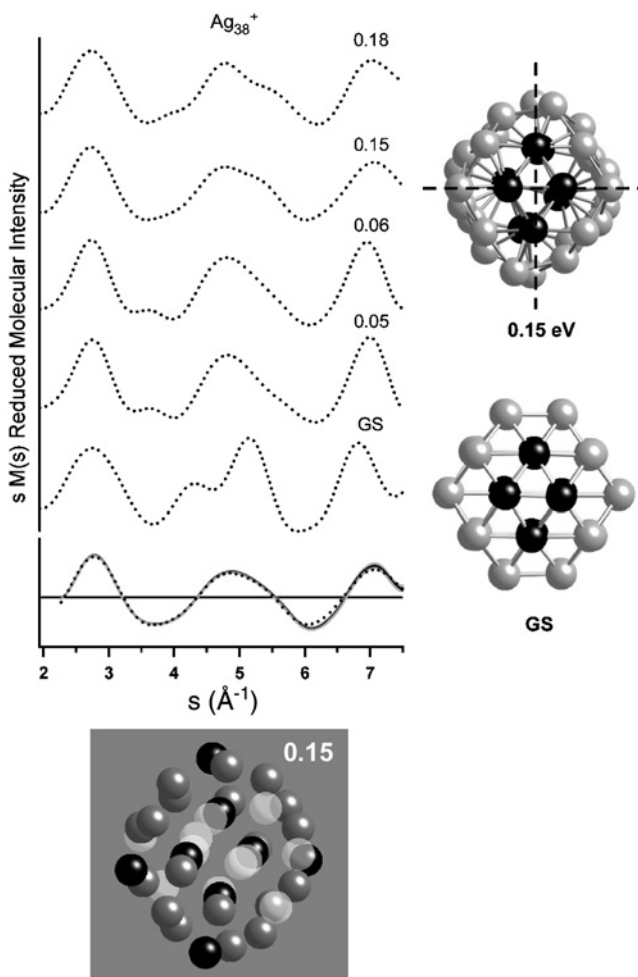 Ag38+
0.18
0.15
0.06
0.05
GS
s M(s) Reduced Molecular Intensity
2 3 4 5 6 7
s (Å-1)
0.15 eV
GS
0.15